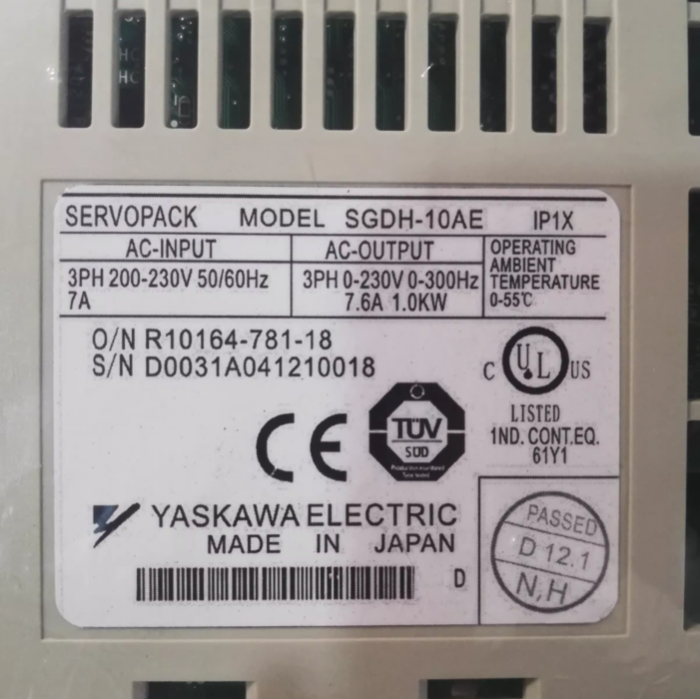 SERVOPACK MODEL SGDH-10AE IP1X
AC-INPUT
3PH 200-230V 50/60Hz
7A
AC-OUTPUT
3PH 0-230V 0-300Hz
7.6A 1.0KW
OPERATING
AMBIENT
TEMPERATURE
0-55℃
O/N R10164-781-18
S/N D0031A041210018
CE
TÜV
SÜD
C UL US
LISTED
1ND. CONT.EQ.
61Y1
YASKAWA ELECTRIC
MADE IN JAPAN
D
PASSED
D 12.1
N,H